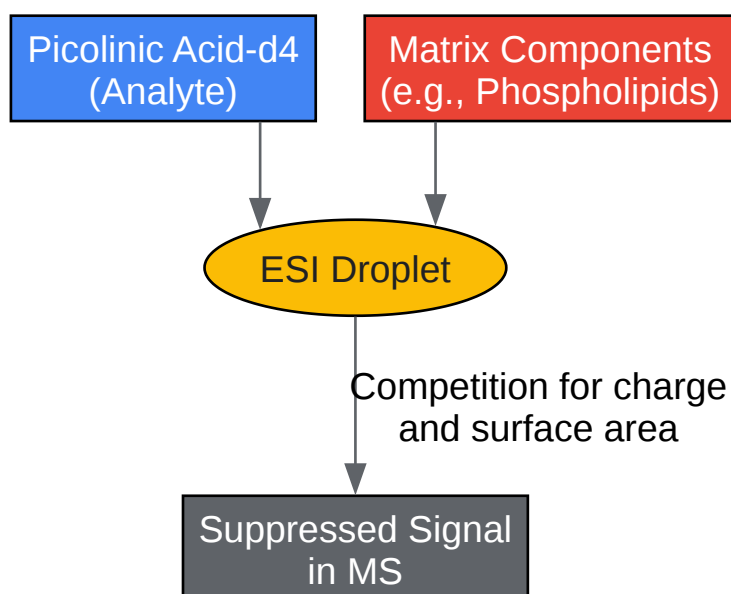 Picolinic Acid-d4
(Analyte)
Matrix Components
(e.g., Phospholipids)
ESI Droplet
Competition for charge
and surface area
Suppressed Signal
in MS